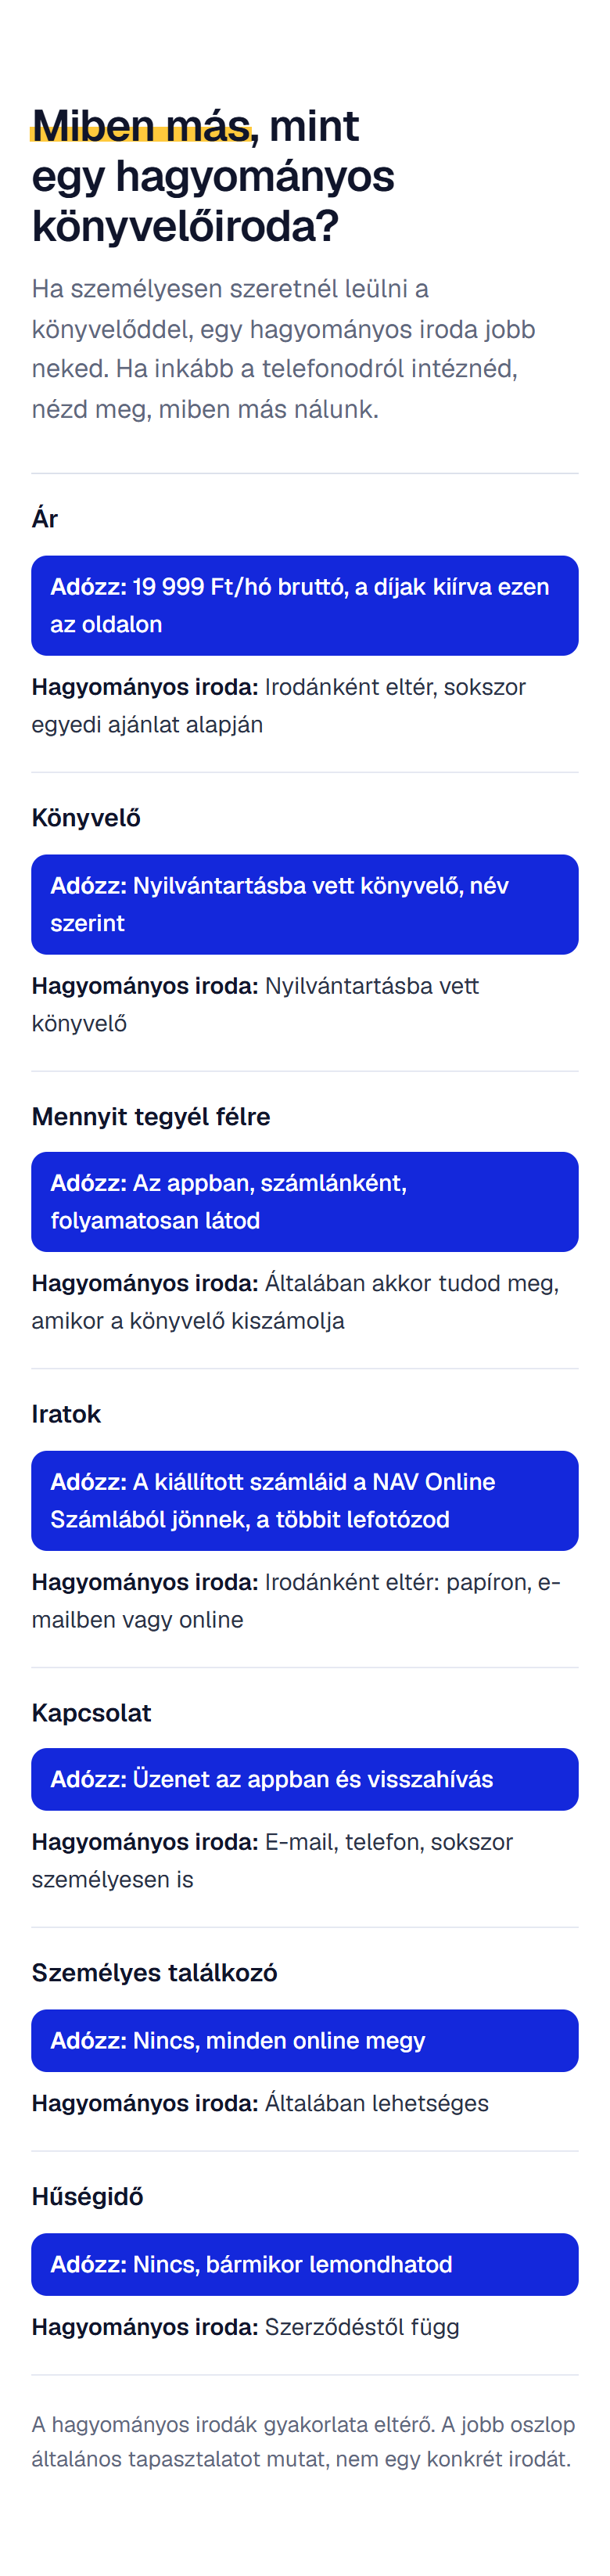 Miben más, mint
egy hagyományos
könyvelőiroda?
Ha személyesen szeretnél leülni a
könyvelőddel, egy hagyományos iroda jobb
neked. Ha inkább a telefonodról intéznéd,
nézd meg, miben más nálunk.
Ár
Adózz: 19 999 Ft/hó bruttó, a díjak kiírva ezen
az oldalon
Hagyományos iroda: Irodánként eltér, sokszor
egyedi ajánlat alapján
Könyvelő
Adózz: Nyilvántartásba vett könyvelő, név
szerint
Hagyományos iroda: Nyilvántartásba vett
könyvelő
Mennyit tegyél félre
Adózz: Az appban, számlánként,
folyamatosan látod
Hagyományos iroda: Általában akkor tudod meg,
amikor a könyvelő kiszámolja
Iratok
Adózz: A kiállított számláid a NAV Online
Számlából jönnek, a többit lefotózod
Hagyományos iroda: Irodánként eltér: papíron, e-
mailben vagy online
Kapcsolat
Adózz: Üzenet az appban és visszahívás
Hagyományos iroda: E-mail, telefon, sokszor
személyesen is
Személyes találkozó
Adózz: Nincs, minden online megy
Hagyományos iroda: Általában lehetséges
Hűségidő
Adózz: Nincs, bármikor lemondhatod
Hagyományos iroda: Szerződéstől függ
A hagyományos irodák gyakorlata eltérő. A jobb oszlop
általános tapasztalatot mutat, nem egy konkrét irodát.